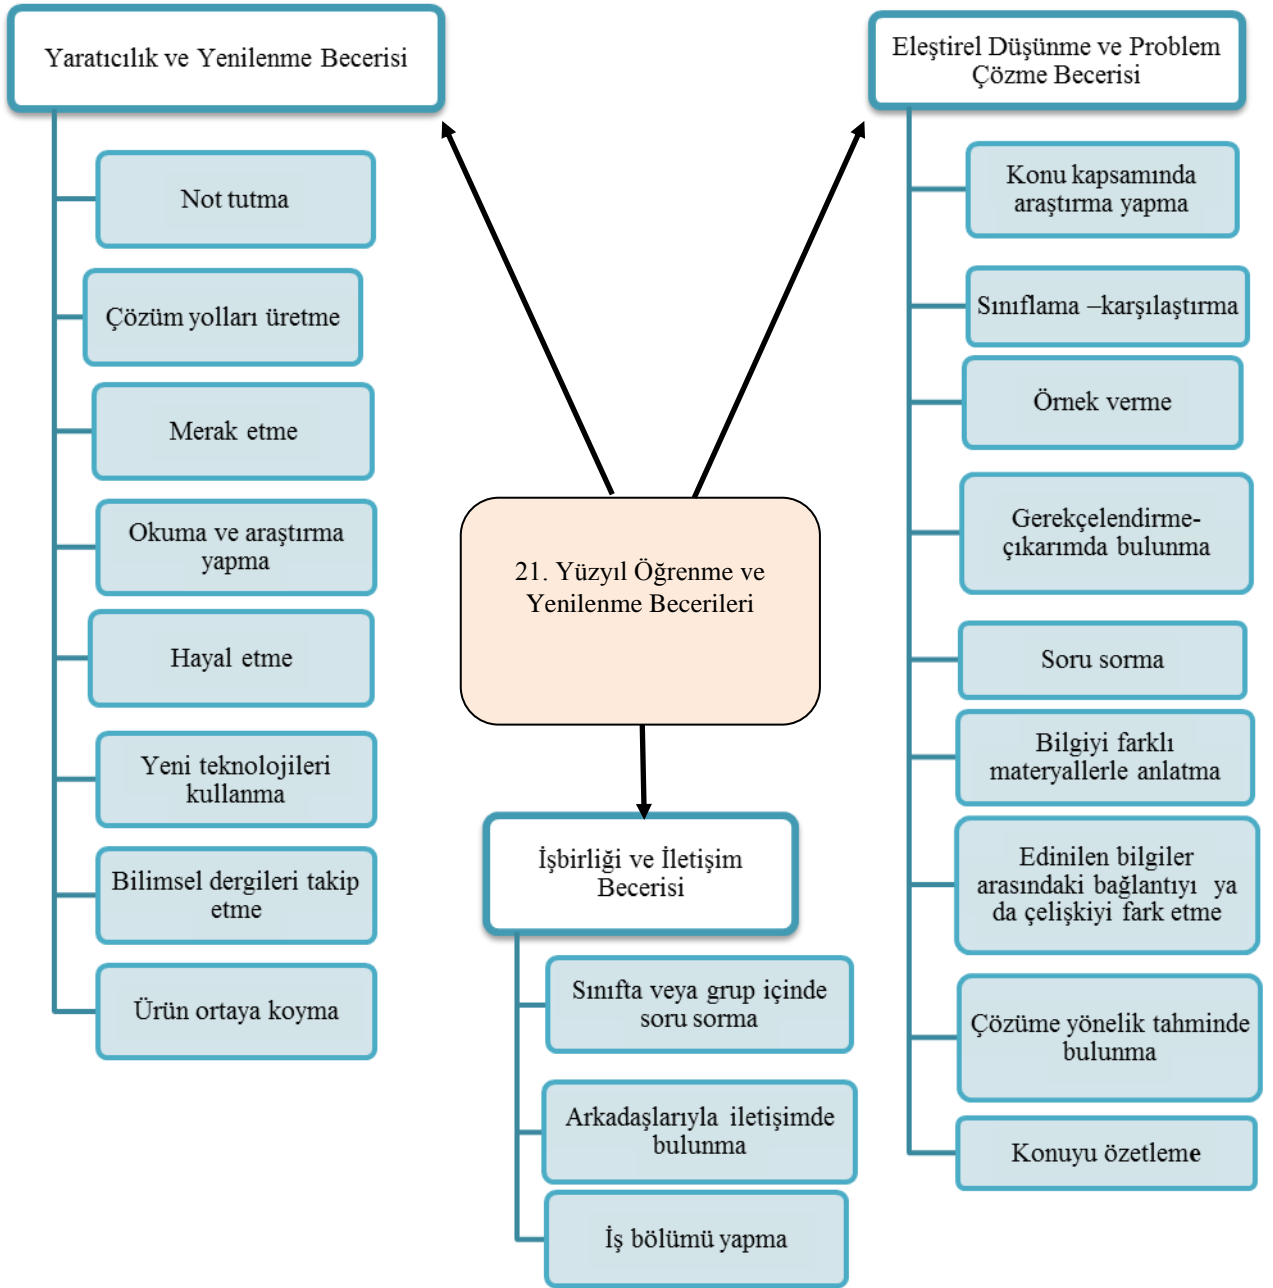 Yaratıcılık ve Yenilenme Becerisi
Not tutma
Çözüm yolları üretme
Merak etme
Okuma ve araştırma
yapma
Hayal etme
Yeni teknolojileri
kullanma
Bilimsel dergileri takip
etme
Ürün ortaya koyma
21. Yüzyıl Öğrenme ve
Yenilenme Becerileri
İşbirliği ve İletişim
Becerisi
Sınıfta veya grup içinde
soru sorma
Arkadaşlarıyla iletişimde
bulunma
İş bölümü yapma
Eleştirel Düşünme ve Problem
Çözme Becerisi
Konu kapsamında
araştırma yapma
Sınıflama –karşılaştırma
Örnek verme
Gerekçelendirme-
çıkarımda bulunma
Soru sorma
Bilgiyi farklı
materyallerle anlatma
Edinilen bilgiler
arasındaki bağlantıyı ya
da çelişkiyi fark etme
Çözüme yönelik tahminde
bulunma
Konuyu özetleme